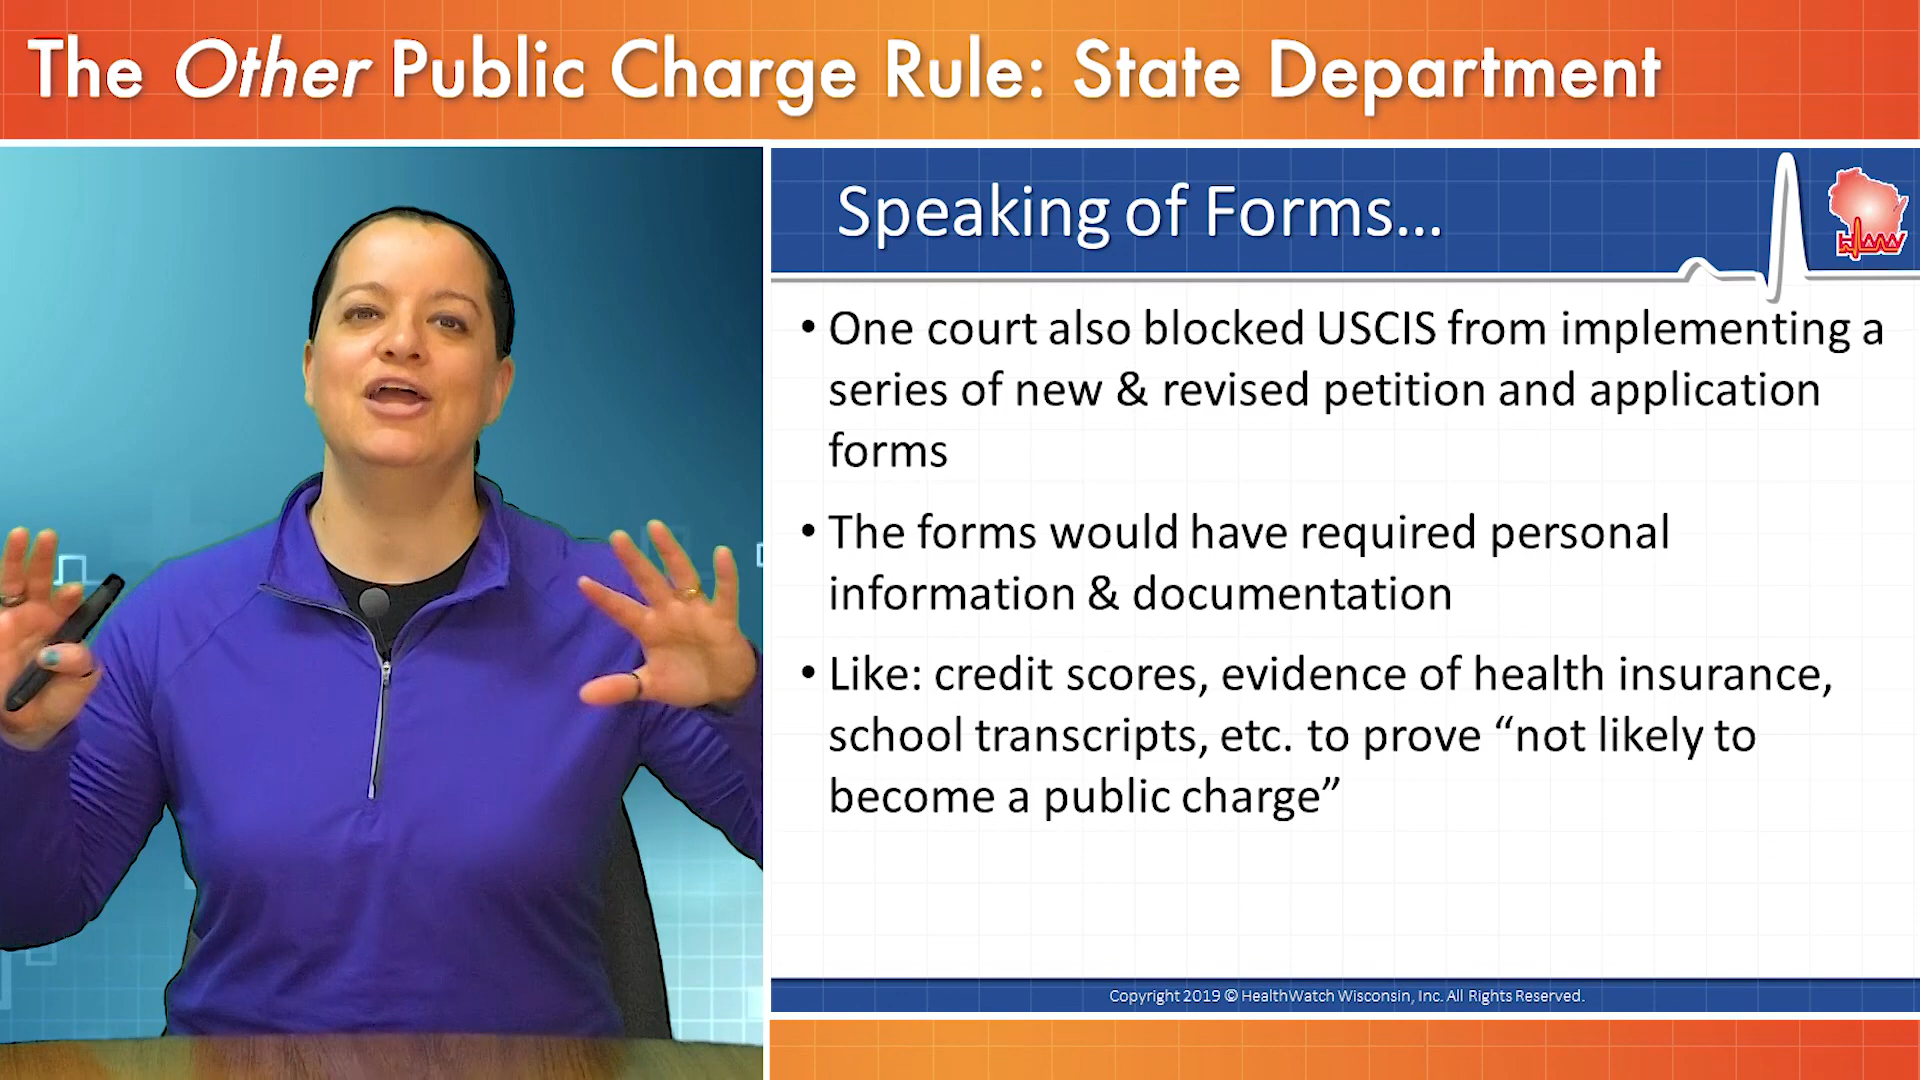 The Other Public Charge Rule: State Department
Speaking of Forms...
• One court also blocked USCIS from implementing a
series of new & revised petition and application
forms
• The forms would have required personal
information & documentation
• Like: credit scores, evidence of health insurance,
school transcripts, etc. to prove “not likely to
become a public charge”
Copyright 2019 © HealthWatch Wisconsin, Inc. All Rights Reserved.